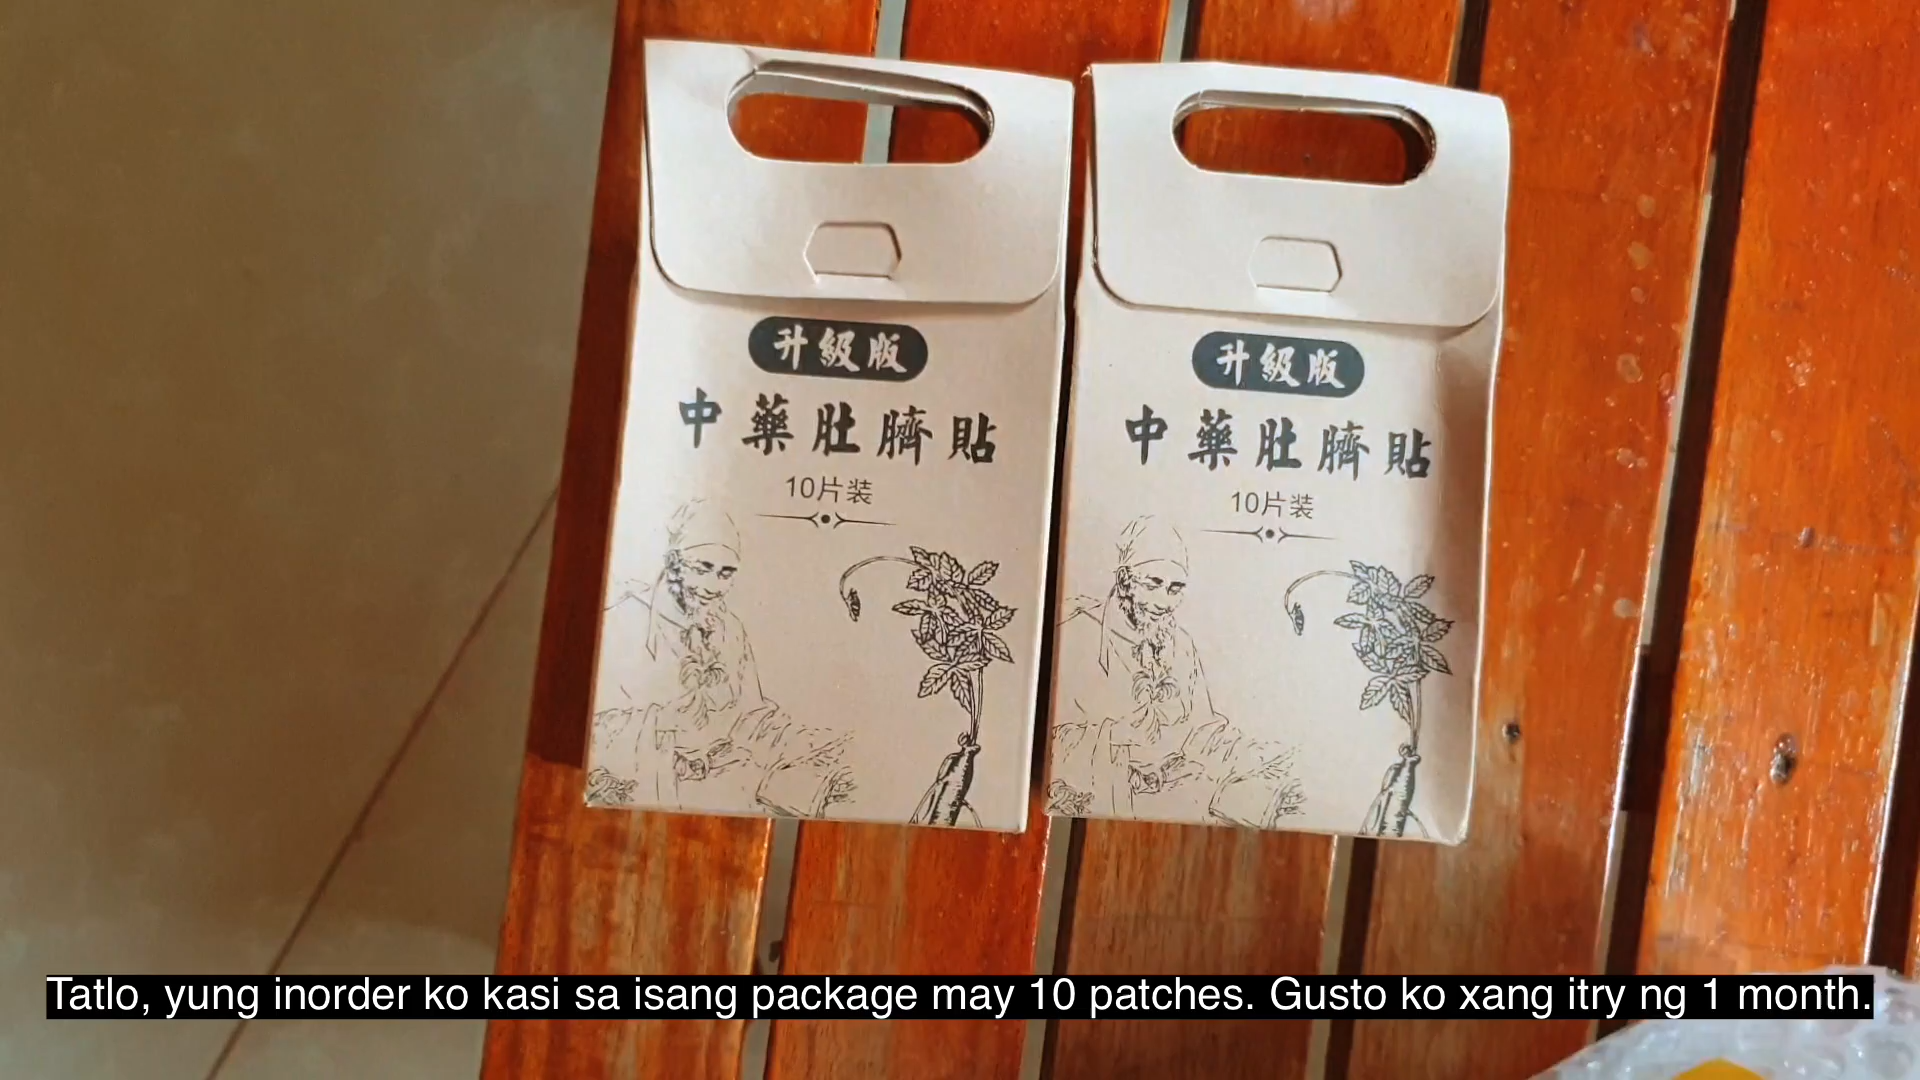 升級版
中藥肚臍貼
10片装
升級版
中藥肚臍貼
10片装
Tatlo, yung inorder ko kasi sa isang package may 10 patches. Gusto ko xang itry ng 1 month.